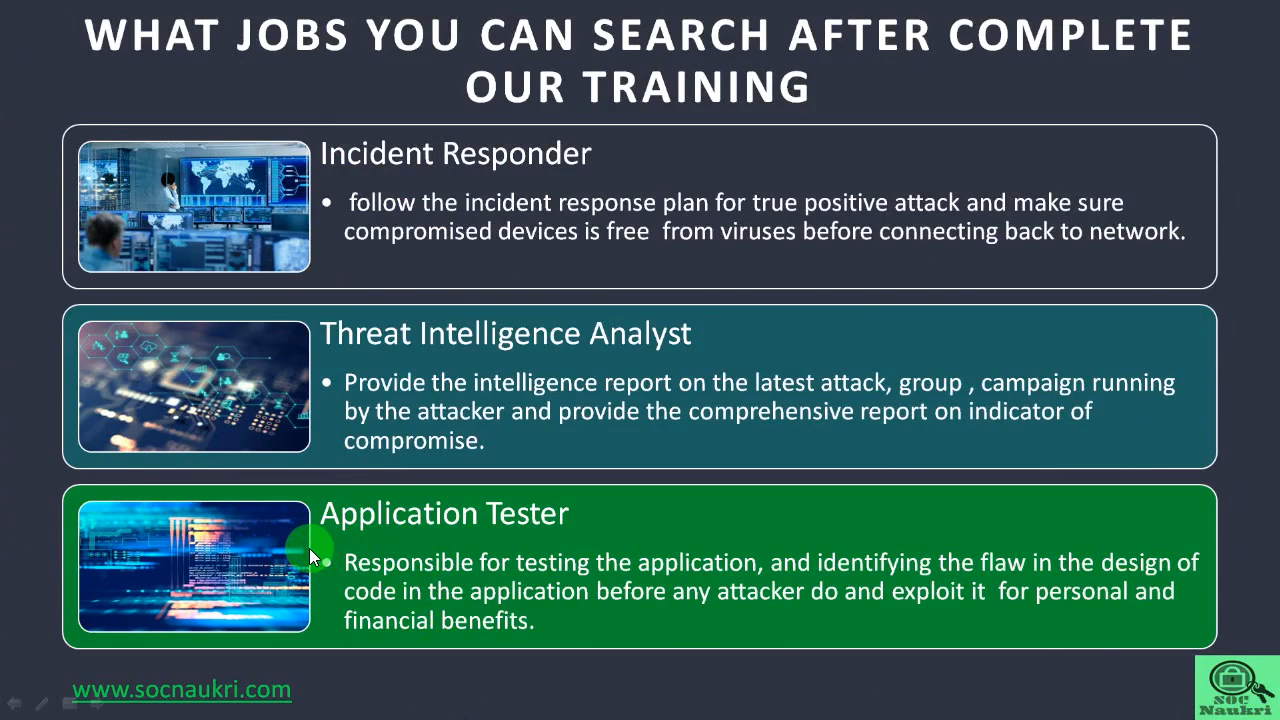 WHAT JOBS YOU CAN SEARCH AFTER COMPLETE
OUR TRAINING
Incident Responder
• follow the incident response plan for true positive attack and make sure
compromised devices is free from viruses before connecting back to network.
Threat Intelligence Analyst
• Provide the intelligence report on the latest attack, group , campaign running
by the attacker and provide the comprehensive report on indicator of
compromise.
Application Tester
• Responsible for testing the application, and identifying the flaw in the design of
code in the application before any attacker do and exploit it for personal and
financial benefits.
www.socnaukri.com
SOC
Naukri